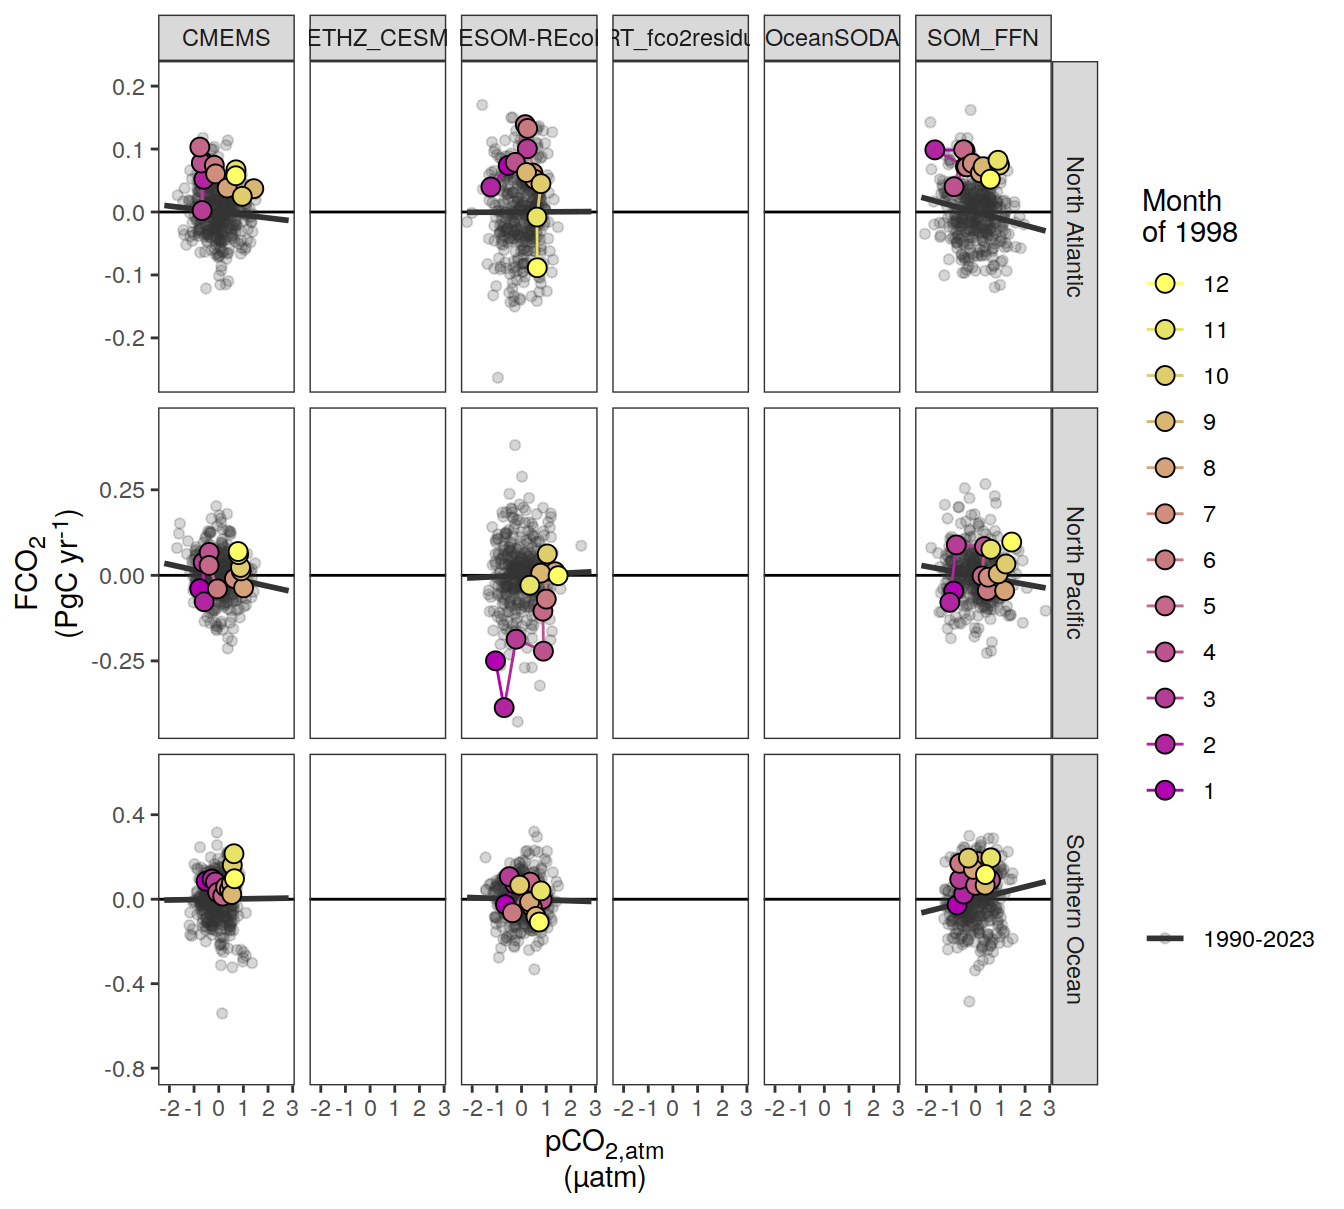 CMEMS ETHZ_CESM ESOM-REcoI RT_fco2residu OceanSODA SOM_FFN
0.2
0.1
0.0
-0.1
-0.2
North Atlantic
0.25
0.00
-0.25
North Pacific
0.4
0.0
-0.4
-0.8
Southern Ocean
-2 -1 0 1 2 3 -2 -1 0 1 2 3 -2 -1 0 1 2 3 -2 -1 0 1 2 3 -2 -1 0 1 2 3 -2 -1 0 1 2 3
FCO2
(PgC yr-1)
pCO2,atm
(µatm)
Month
of 1998
12
11
10
9
8
7
6
5
4
3
2
1
1990-2023